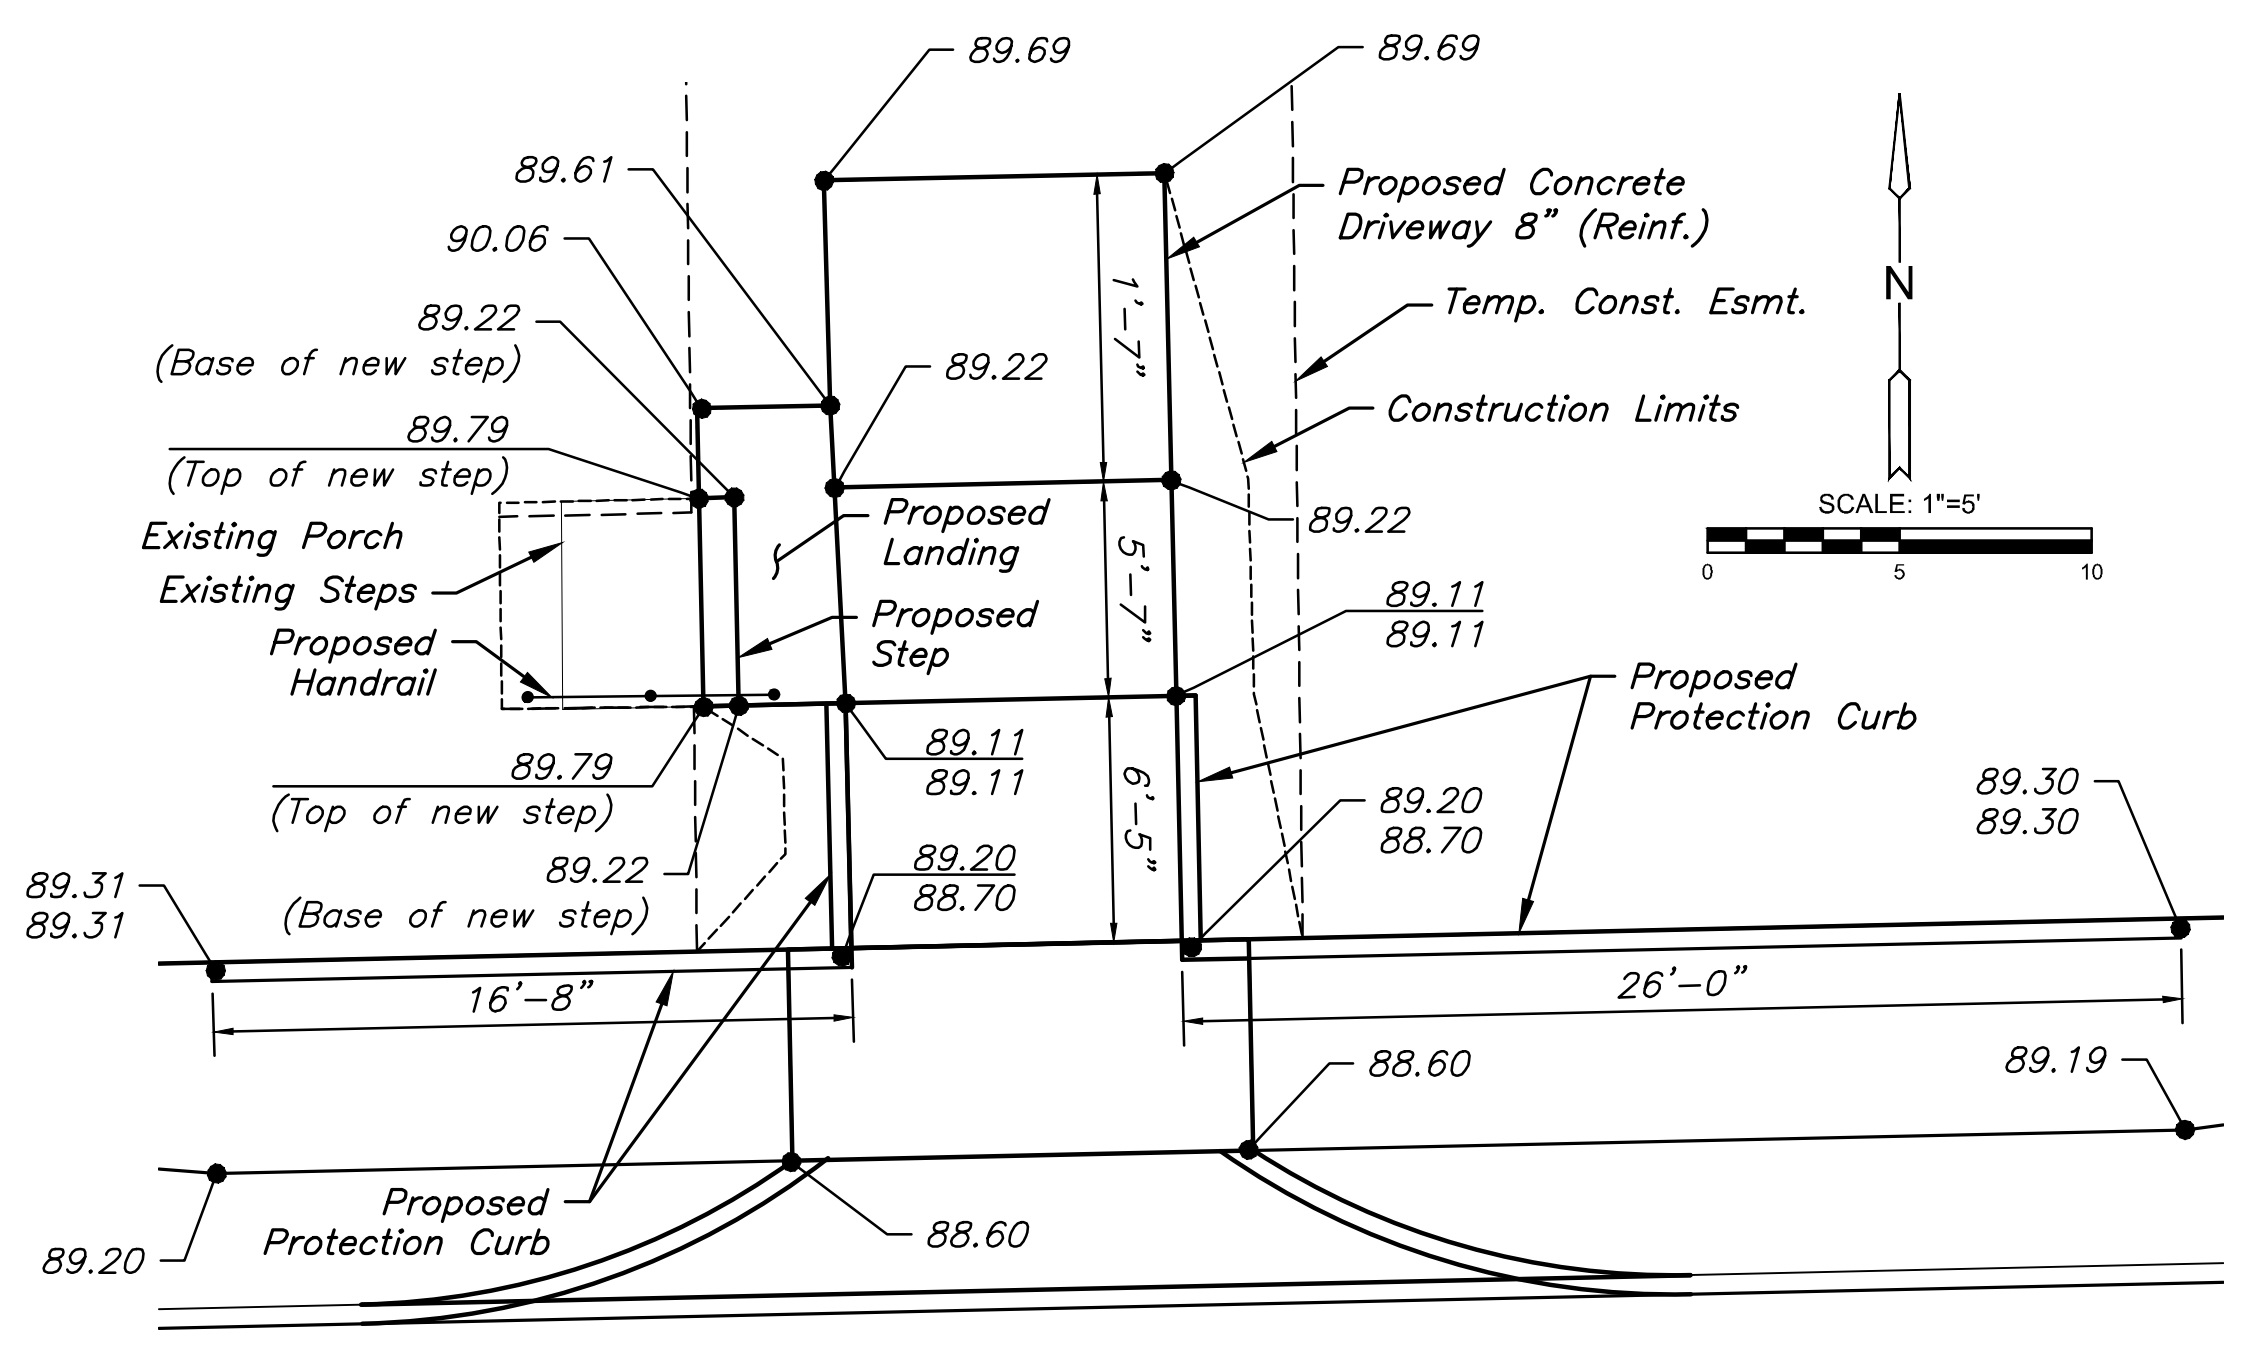 89.69
89.69
89.61
Proposed Concrete
Driveway 8” (Reinf.)
90.06
N
1’-7”
Temp. Const. Esmt.
89.22
(Base of new step)
89.22
Construction Limits
89.79
(Top of new step)
SCALE: 1"=5'
0 5 10
89.22
Proposed
Landing
Existing Porch
Existing Steps
5’-7”
89.11
89.11
Proposed
Step
Proposed
Handrail
Proposed
Protection Curb
89.11
89.11
89.79
(Top of new step)
6’-5”
89.20
88.70
89.30
89.30
89.20
88.70
89.22
(Base of new step)
89.31
89.31
16’-8”
26’-0”
88.60
89.19
Proposed
Protection Curb
88.60
89.20